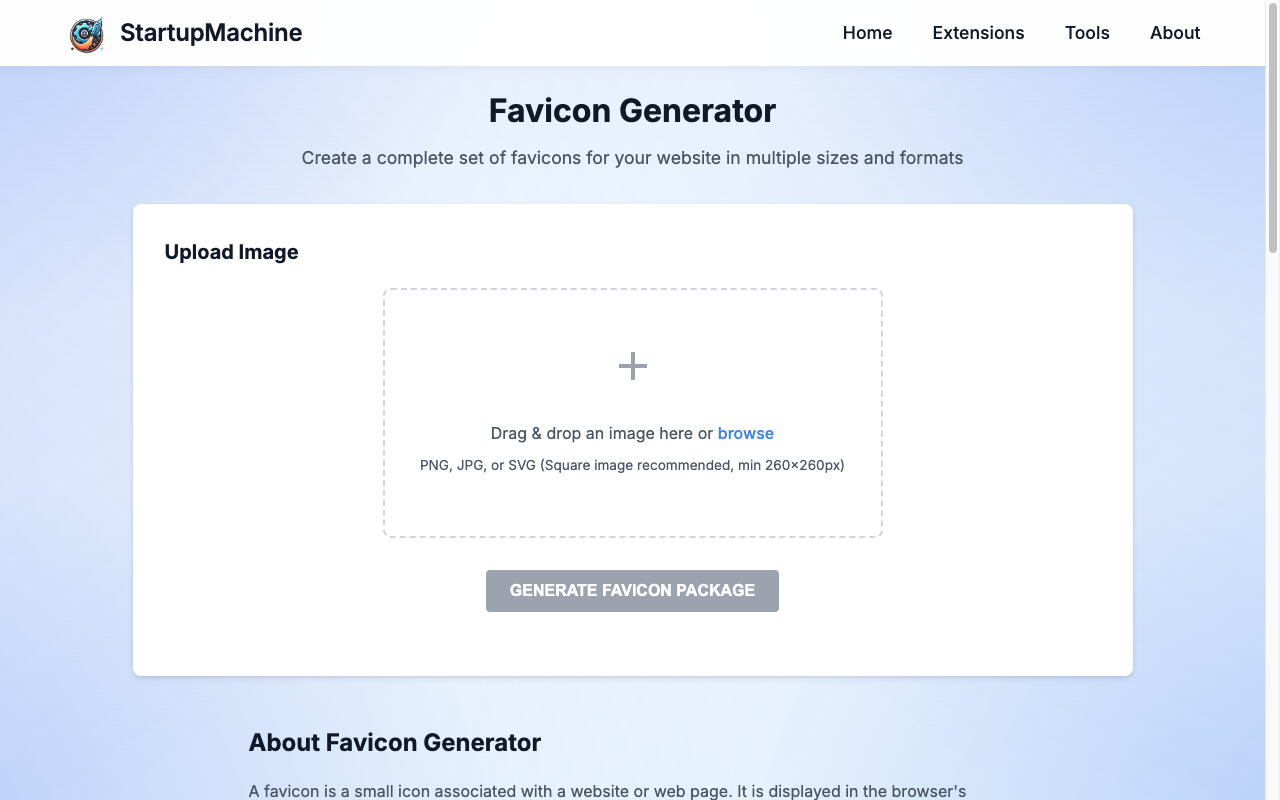 StartupMachine
Home
Extensions
Tools
About
Favicon Generator
Create a complete set of favicons for your website in multiple sizes and formats
Upload Image
Drag & drop an image here or browse
PNG, JPG, or SVG (Square image recommended, min 260×260px)
GENERATE FAVICON PACKAGE
About Favicon Generator
A favicon is a small icon associated with a website or web page. It is displayed in the browser's